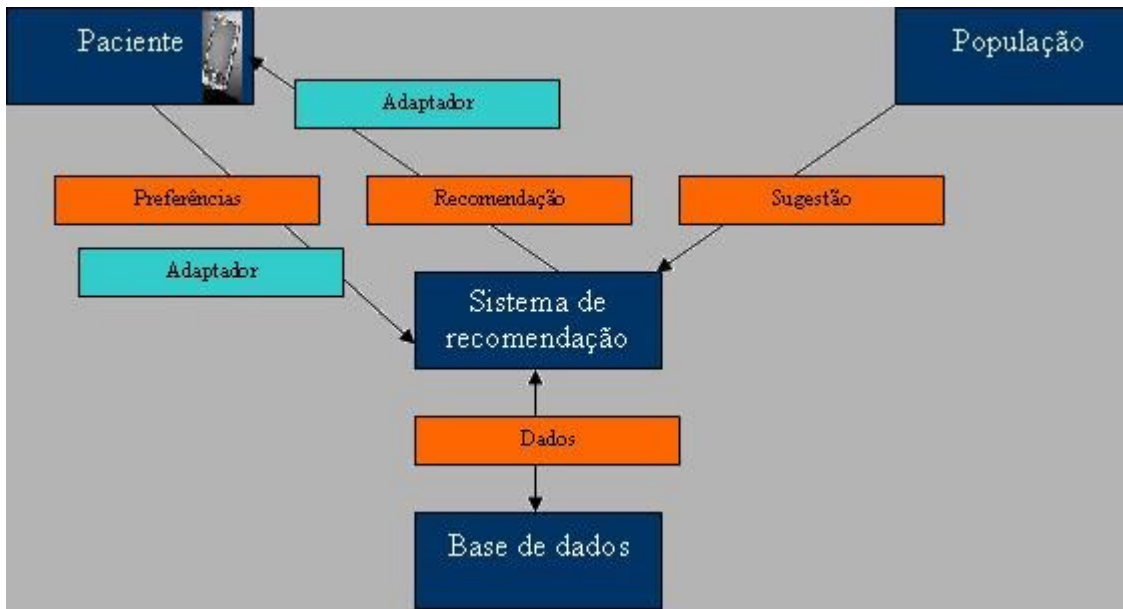 Paciente
População
Adaptador
Preferências
Recomendação
Sugestão
Adaptador
Sistema de
recomendação
Dados
Base de dados